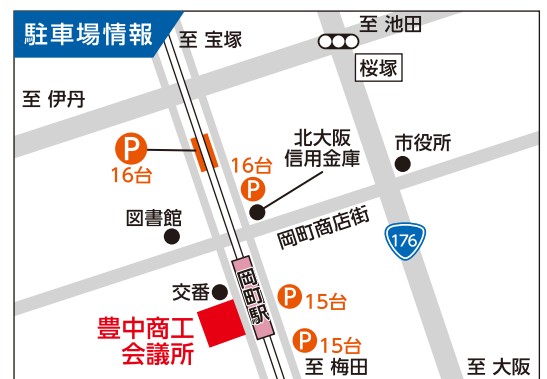 駐車場情報
至 宝塚
至 池田
桜塚
至 伊丹
P
16台
北大阪
信用金庫
16台
P
市役所
図書館
岡町商店街
176
交番
岡町駅
P 15台
豊中商工
会議所
P 15台
至 梅田
至 大阪